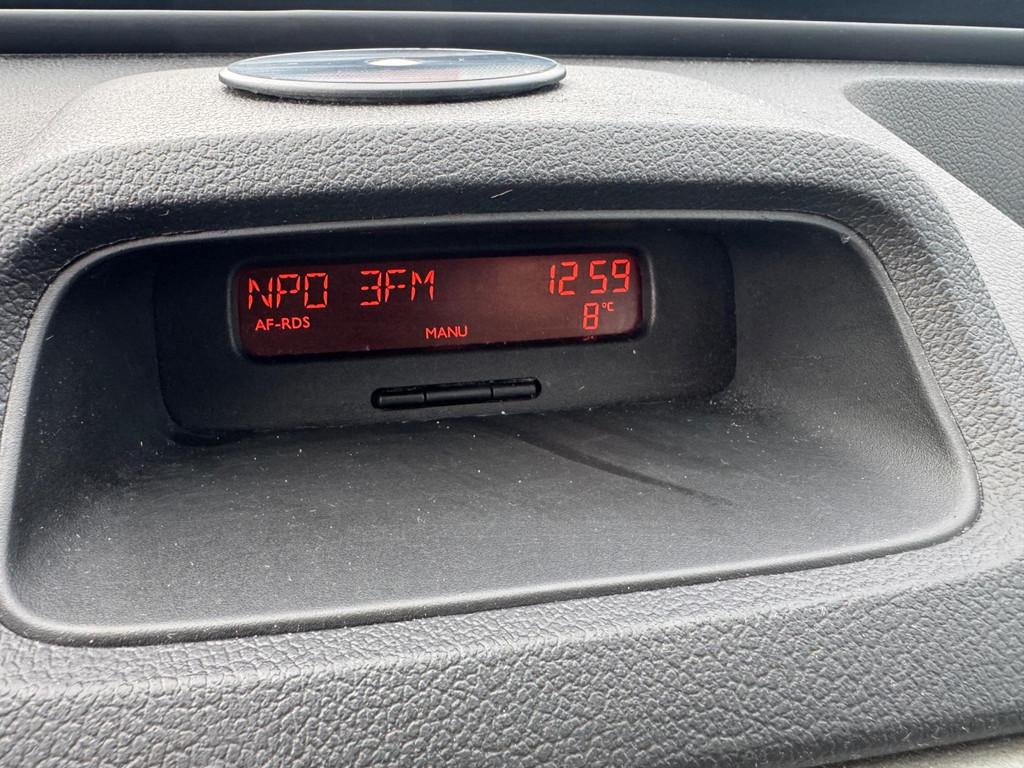 NPO 3FM 12 59
AF-RDS 8°C
MANU